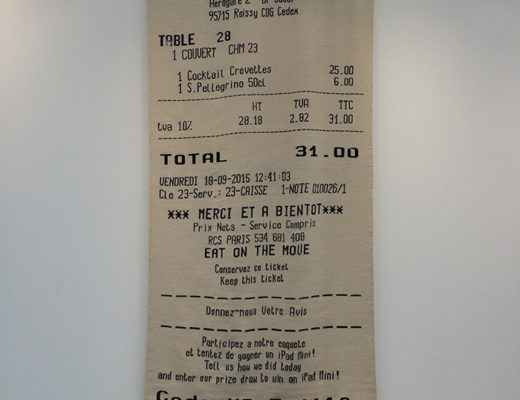 Aerogare 2
95715 Roissy CDG Cedex
TABLE 28
1 COUVERT CHM 23
1 Cocktail Crevettes 25.00
1 S.Pellegrino 50cl 6.00
HT TVA TTC
tva 10% 28.18 2.82 31.00
TOTAL 31.00
VENDREDI 18-09-2015 12:41:03
Cle 23-Serv.: 23-CAISSE 1-NOTE 010026/1
*** MERCI ET A BIENTOT***
Prix Nets - Service Compris
RCS PARIS 534 681 408
EAT ON THE MOVE
Conservez ce ticket
Keep this ticket
Donnez-nous Votre Avis
Participez a notre enquete
et tentez de gagner un iPad Mini!
Tell us how we did today
and enter our prize draw to win an iPad Mini!